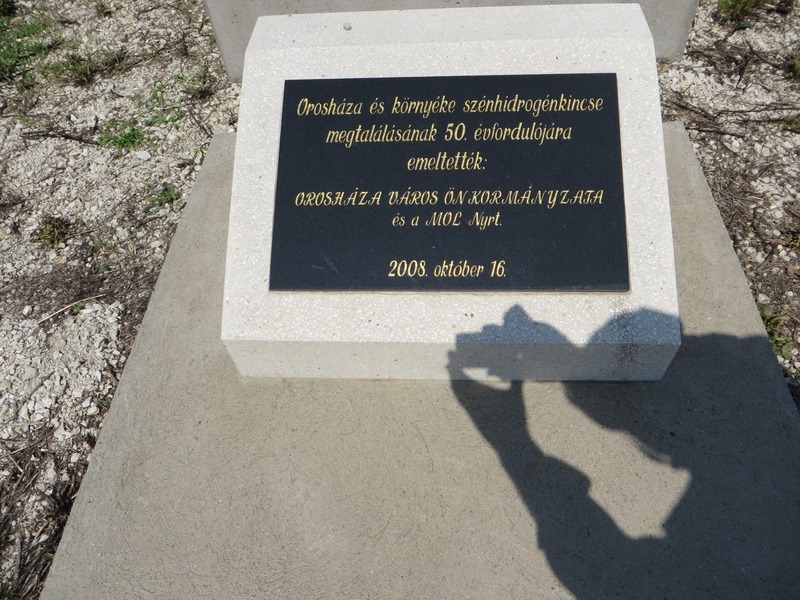 Orosháza és környéke szénhidrogénkincse
megtalálásának 50. évfordulójára
emeltették:
OROSHÁZA VÁROS ÖNKORMÁNYZATA
és a MOL Nyrt.
2008. október 16.